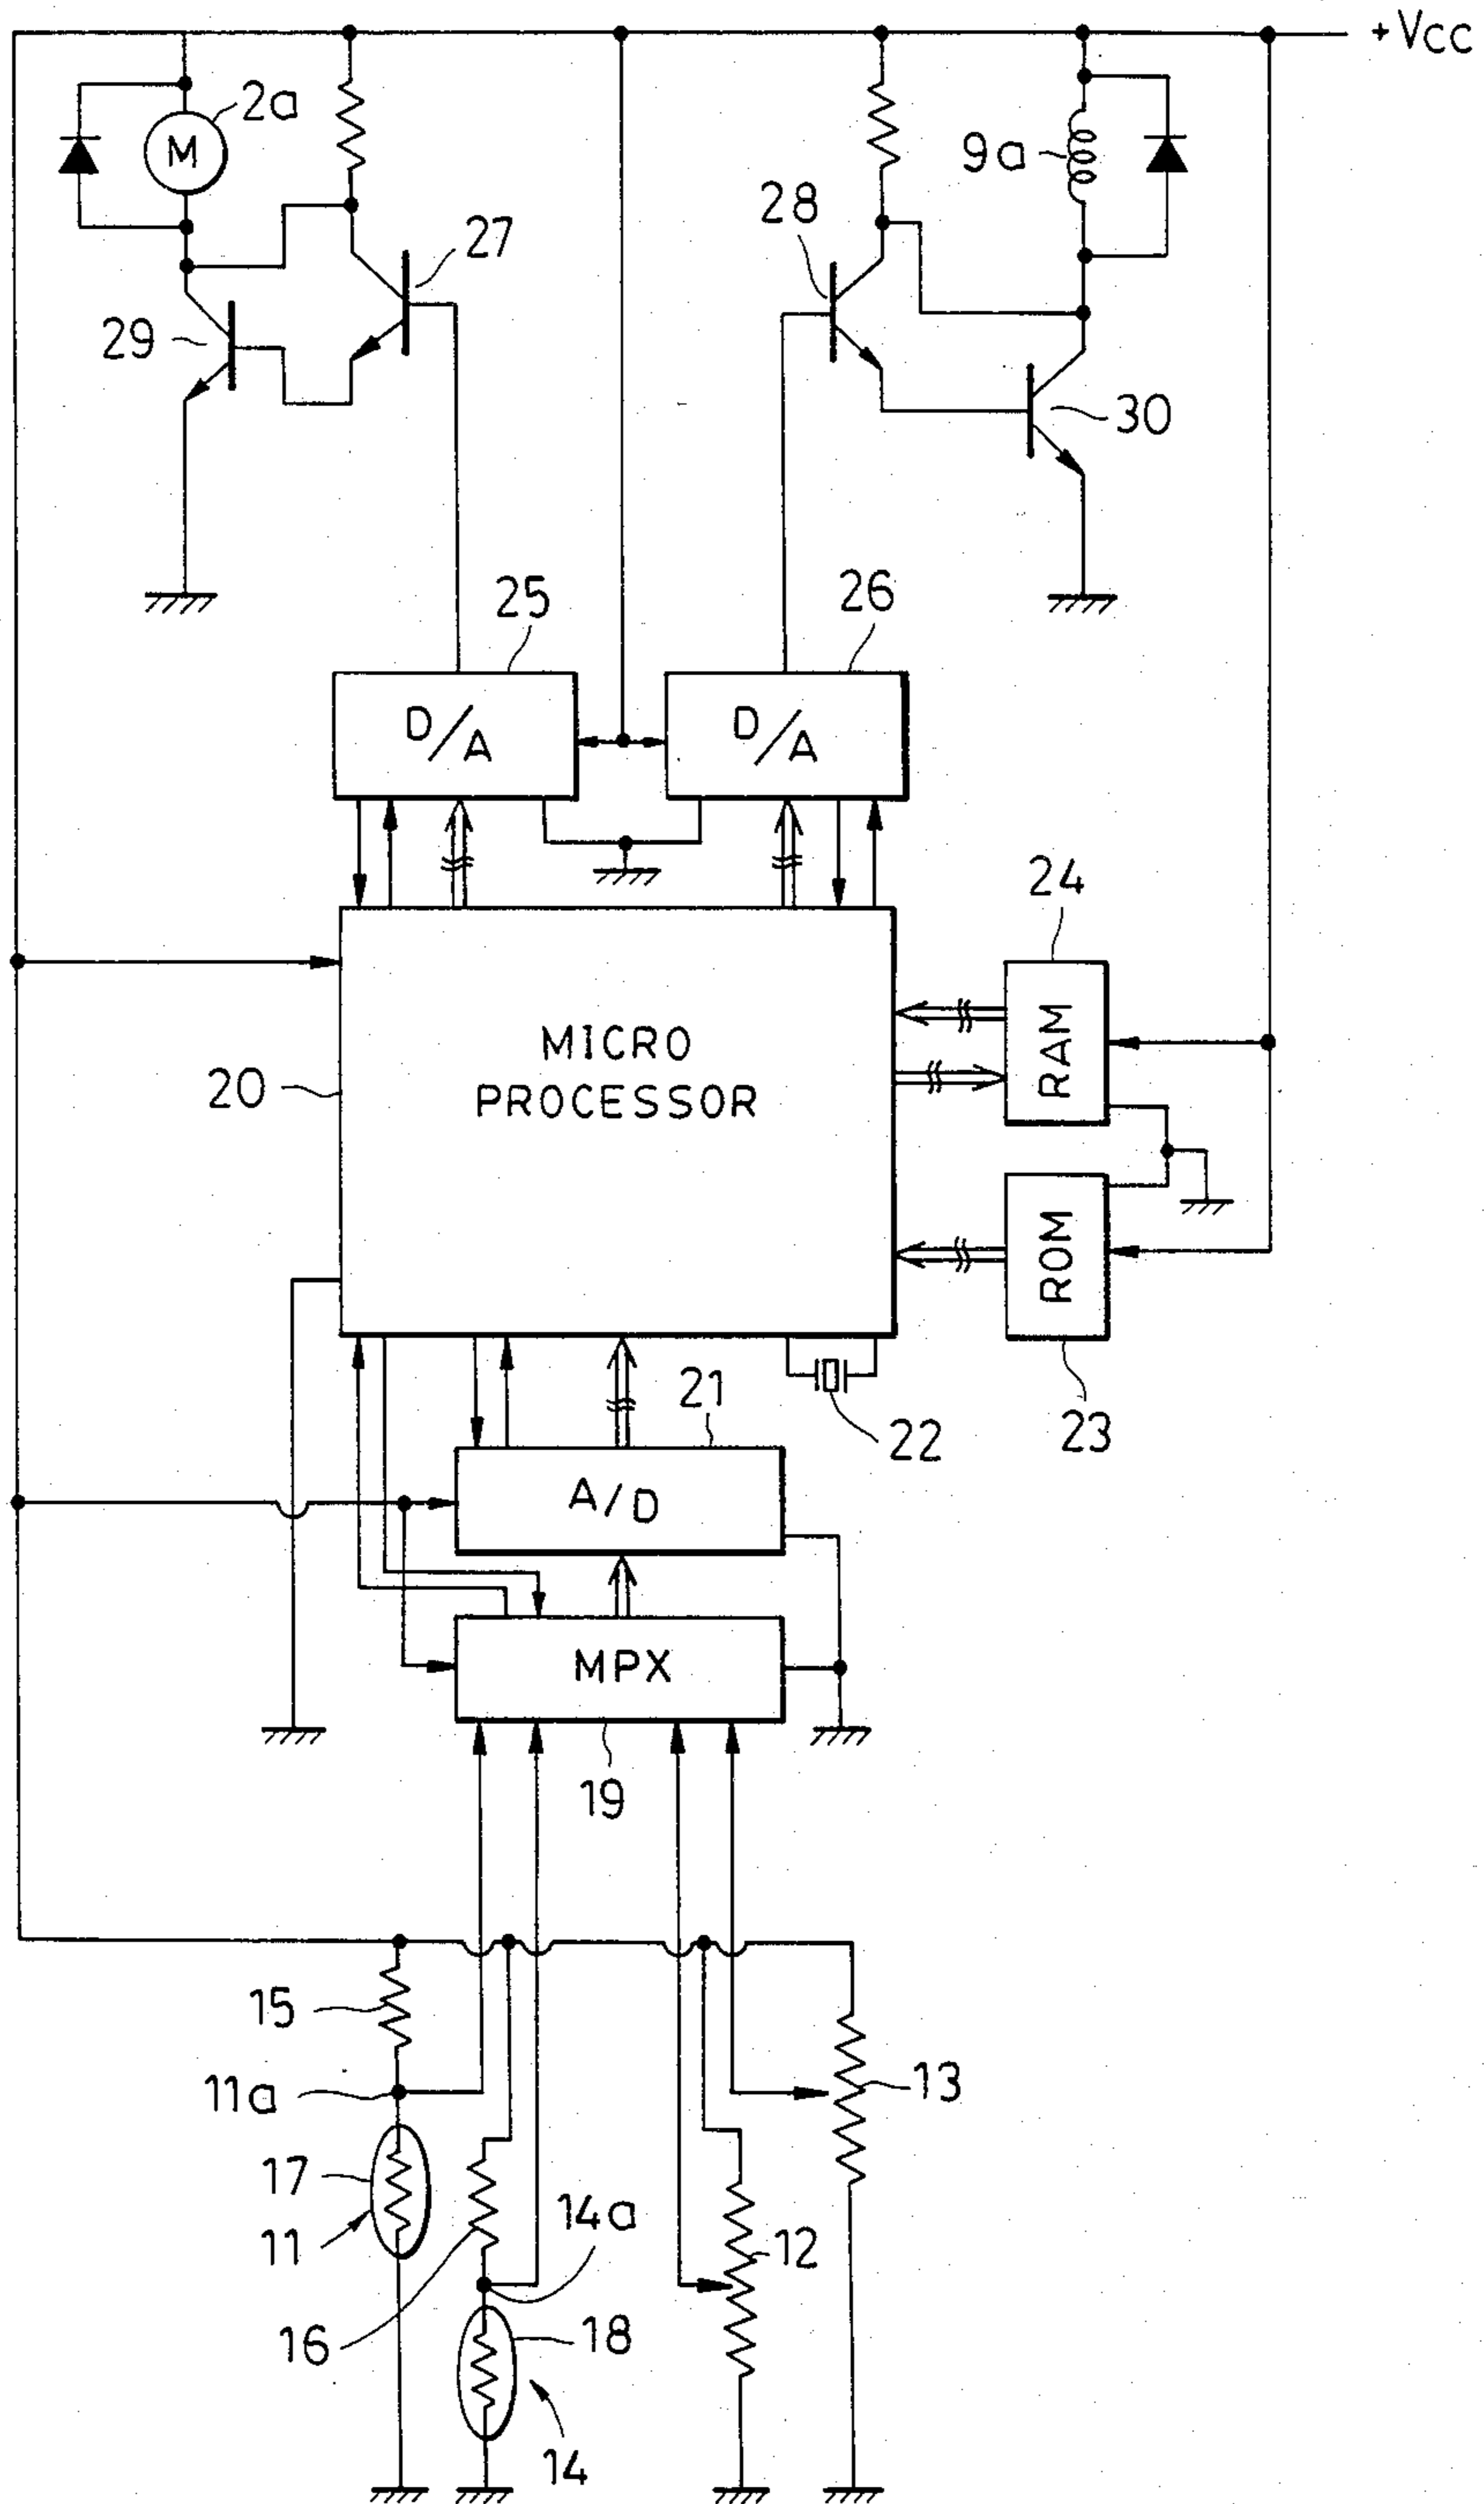 +Vcc
2a
M
9a
28
27
29
30
25
26
D/A
D/A
24
MICRO
PROCESSOR
RAM
20
ROM
21
22
23
A/D
MPX
19
15
11a
13
17
14a
11
12
16
18
14